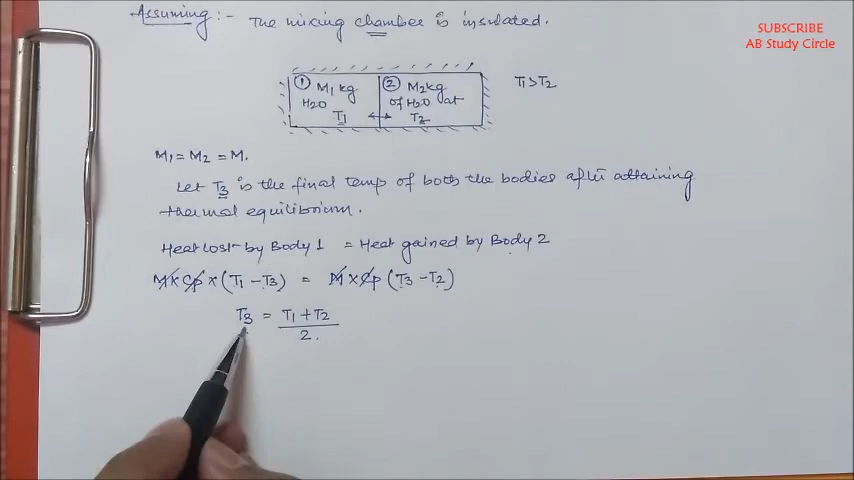 Assuming :- The mixing chamber is insulated.
SUBSCRIBE
AB Study Circle
① M1 kg H2O T1
② M2 kg of H2O at T2
T1 > T2
M1 = M2 = M.
Let T3 is the final temp of both the bodies after attaining
thermal equilibrium.
Heat lost by Body 1 = Heat gained by Body 2
M x Cp x (T1 - T3) = M x Cp (T3 - T2)
T3 = T1 + T2
2.